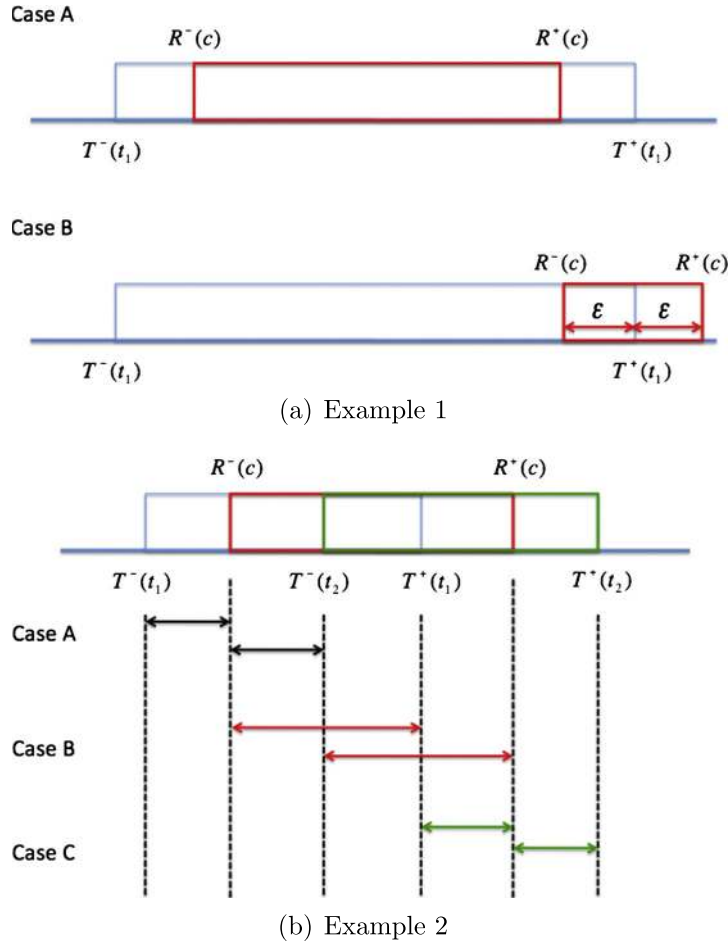 Case A
R⁻(c) R⁺(c)
T⁻(t₁) T⁺(t₁)
Case B
R⁻(c) R⁺(c)
ε ε
T⁻(t₁) T⁺(t₁)
(a) Example 1
R⁻(c) R⁺(c)
T⁻(t₁) T⁻(t₂) T⁺(t₁) T⁺(t₂)
Case A
Case B
Case C
(b) Example 2